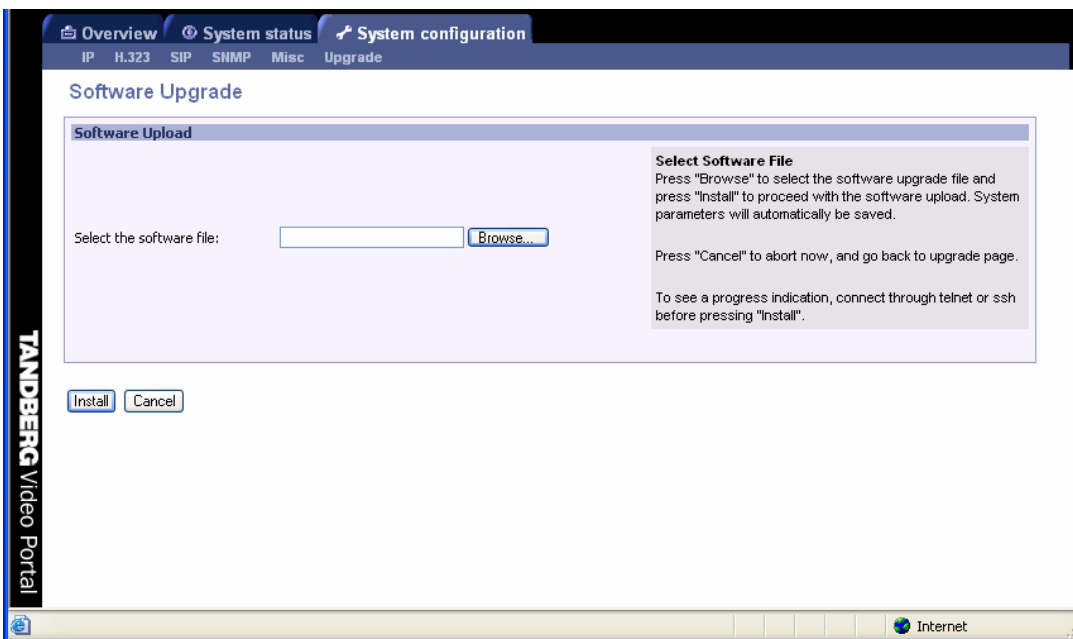 Overview System status System configuration
IP H.323 SIP SNMP Misc Upgrade
Software Upgrade
Software Upload
Select the software file:
Browse...
Select Software File
Press "Browse" to select the software upgrade file and
press "Install" to proceed with the software upload. System
parameters will automatically be saved.
Press "Cancel" to abort now, and go back to upgrade page.
To see a progress indication, connect through telnet or ssh
before pressing "Install".
Install Cancel
TANDBERG Video Portal
Internet